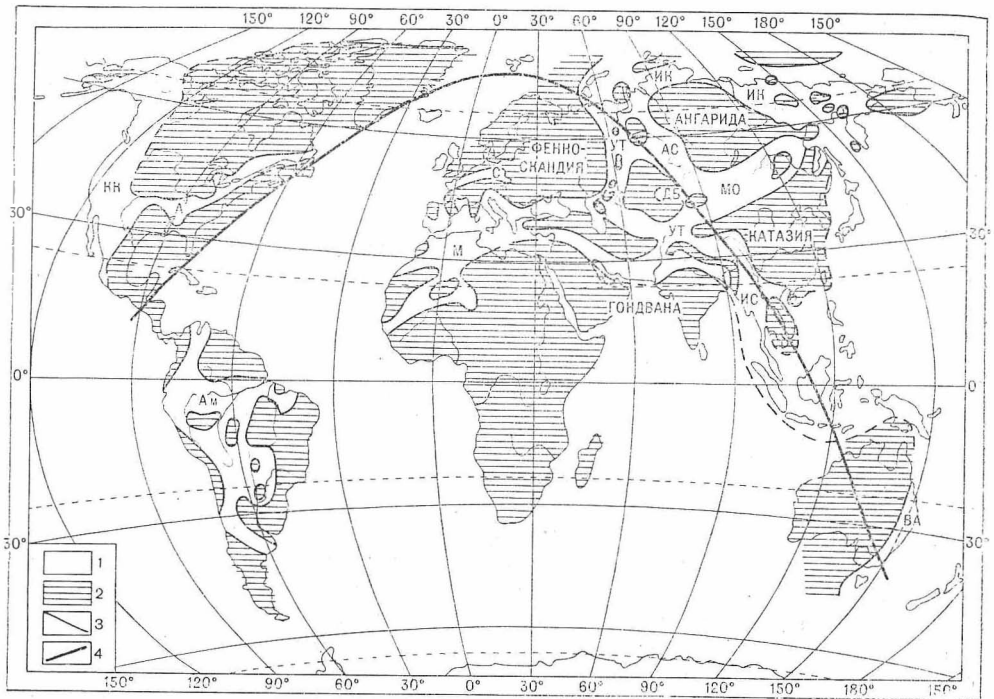 150° 120° 90° 60° 30° 0° 30° 60° 90° 120° 150° 180° 150°
ИК
ИК
АНГАРИДА
0°
ФЕННО-
СКАНДИЯ
УТ
АС
С
КК
А
СДБ
МО
30°
30°
УТ
КАТАЗИЯ
М
ИС
ГОНДВАНА
0°
0
Ам
ВА
30°
30°
1
2
3
4
150° 120° 90° 60° 30° 0° 30° 60° 90° 120° 150° 180° 150°